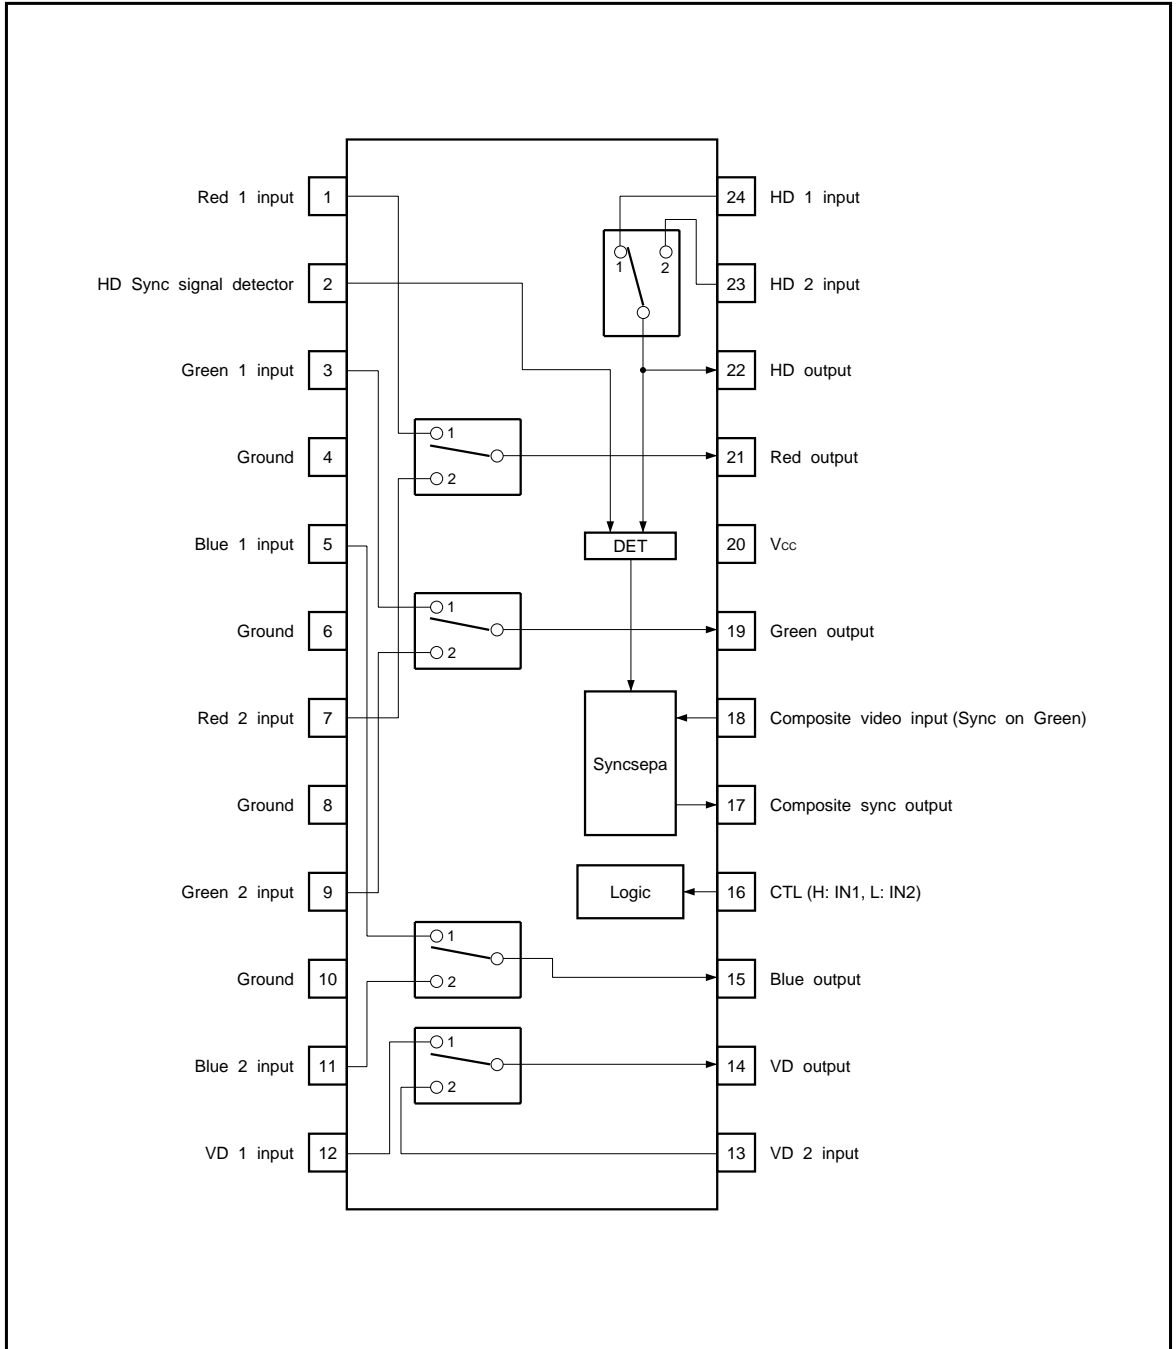 Red 1 input 1
24 HD 1 input
1 2
HD Sync signal detector 2
23 HD 2 input
Green 1 input 3
22 HD output
1
Ground 4
21 Red output
2
Blue 1 input 5
DET
20 Vcc
1
Ground 6
19 Green output
2
Red 2 input 7
18 Composite video input (Sync on Green)
Syncsepa
Ground 8
17 Composite sync output
Green 2 input 9
Logic
16 CTL (H: IN1, L: IN2)
1
Ground 10
2
15 Blue output
1
Blue 2 input 11
14 VD output
2
VD 1 input 12
13 VD 2 input